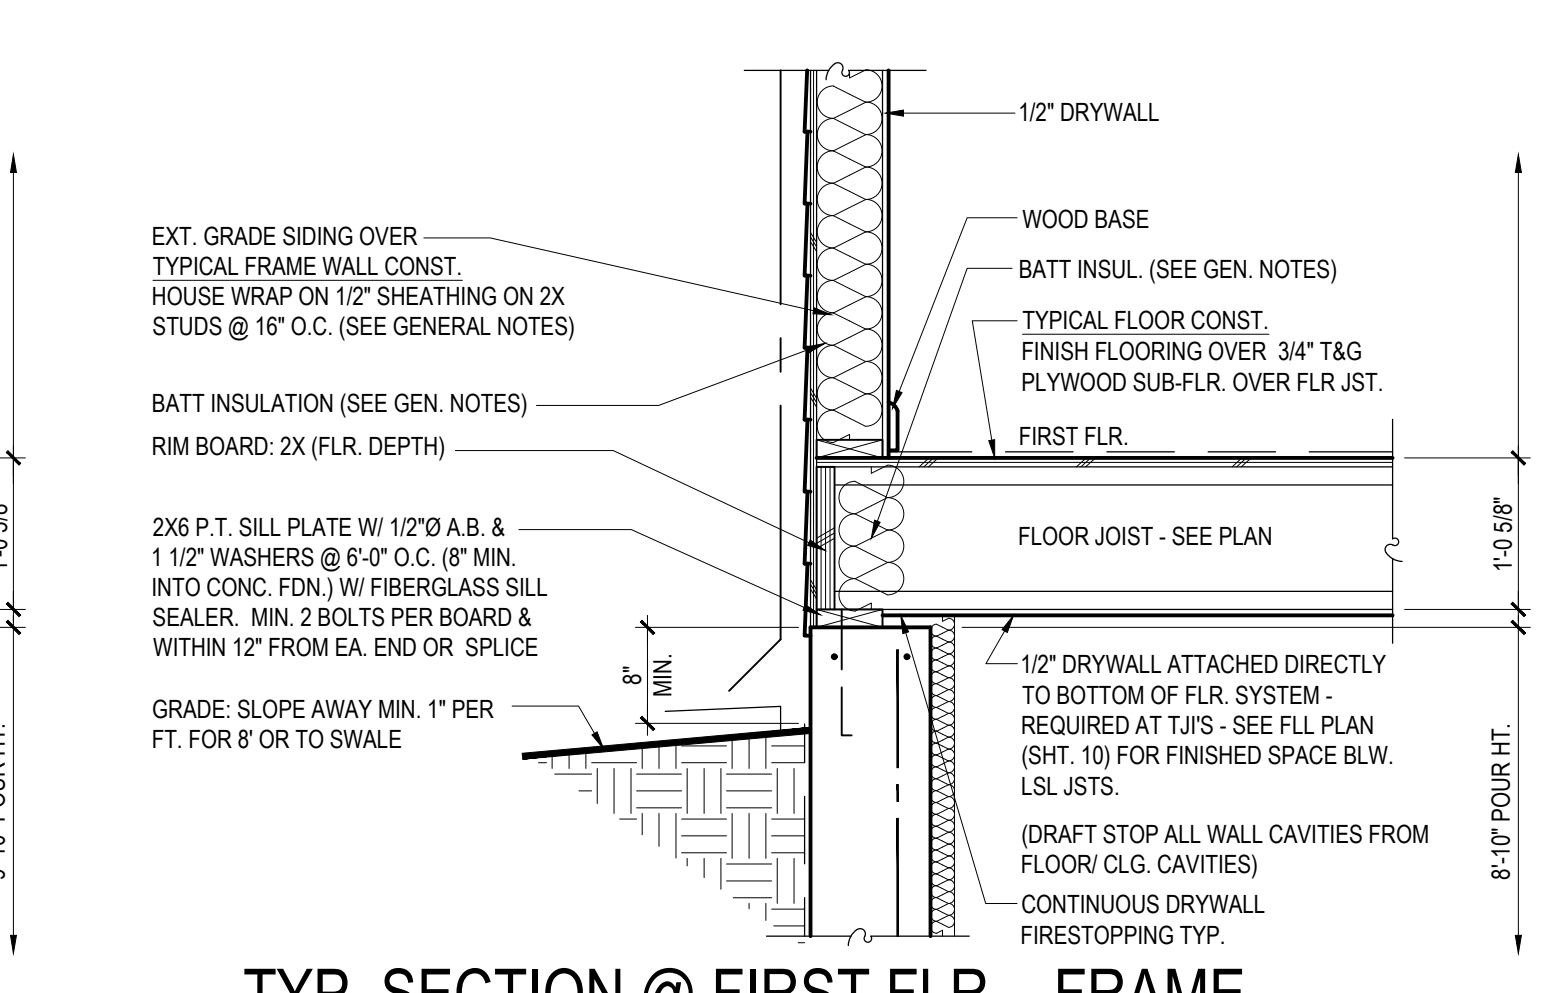 1/2" DRYWALL
WOOD BASE
BATT INSUL. (SEE GEN. NOTES)
TYPICAL FLOOR CONST.
FINISH FLOORING OVER 3/4" T&G
PLYWOOD SUB-FLR. OVER FLR JST.
FIRST FLR.
EXT. GRADE SIDING OVER
TYPICAL FRAME WALL CONST.
HOUSE WRAP ON 1/2" SHEATHING ON 2X
STUDS @ 16" O.C. (SEE GENERAL NOTES)
BATT INSULATION (SEE GEN. NOTES)
RIM BOARD: 2X (FLR. DEPTH)
2X6 P.T. SILL PLATE W/ 1/2"Ø A.B. &
1 1/2" WASHERS @ 6'-0" O.C. (8" MIN.
INTO CONC. FDN.) W/ FIBERGLASS SILL
SEALER. MIN. 2 BOLTS PER BOARD &
WITHIN 12" FROM EA. END OR SPLICE
GRADE: SLOPE AWAY MIN. 1" PER
FT. FOR 8' OR TO SWALE
8"
MIN.
FLOOR JOIST - SEE PLAN
1'-0 5/8"
8'-10" POUR HT.
1/2" DRYWALL ATTACHED DIRECTLY
TO BOTTOM OF FLR. SYSTEM -
REQUIRED AT TJI'S - SEE FLL PLAN
(SHT. 10) FOR FINISHED SPACE BLW.
LSL JSTS.
(DRAFT STOP ALL WALL CAVITIES FROM
FLOOR/ CLG. CAVITIES)
CONTINUOUS DRYWALL
FIRESTOPPING TYP.
TYP. SECTION @ FIRST FLR. - FRAME